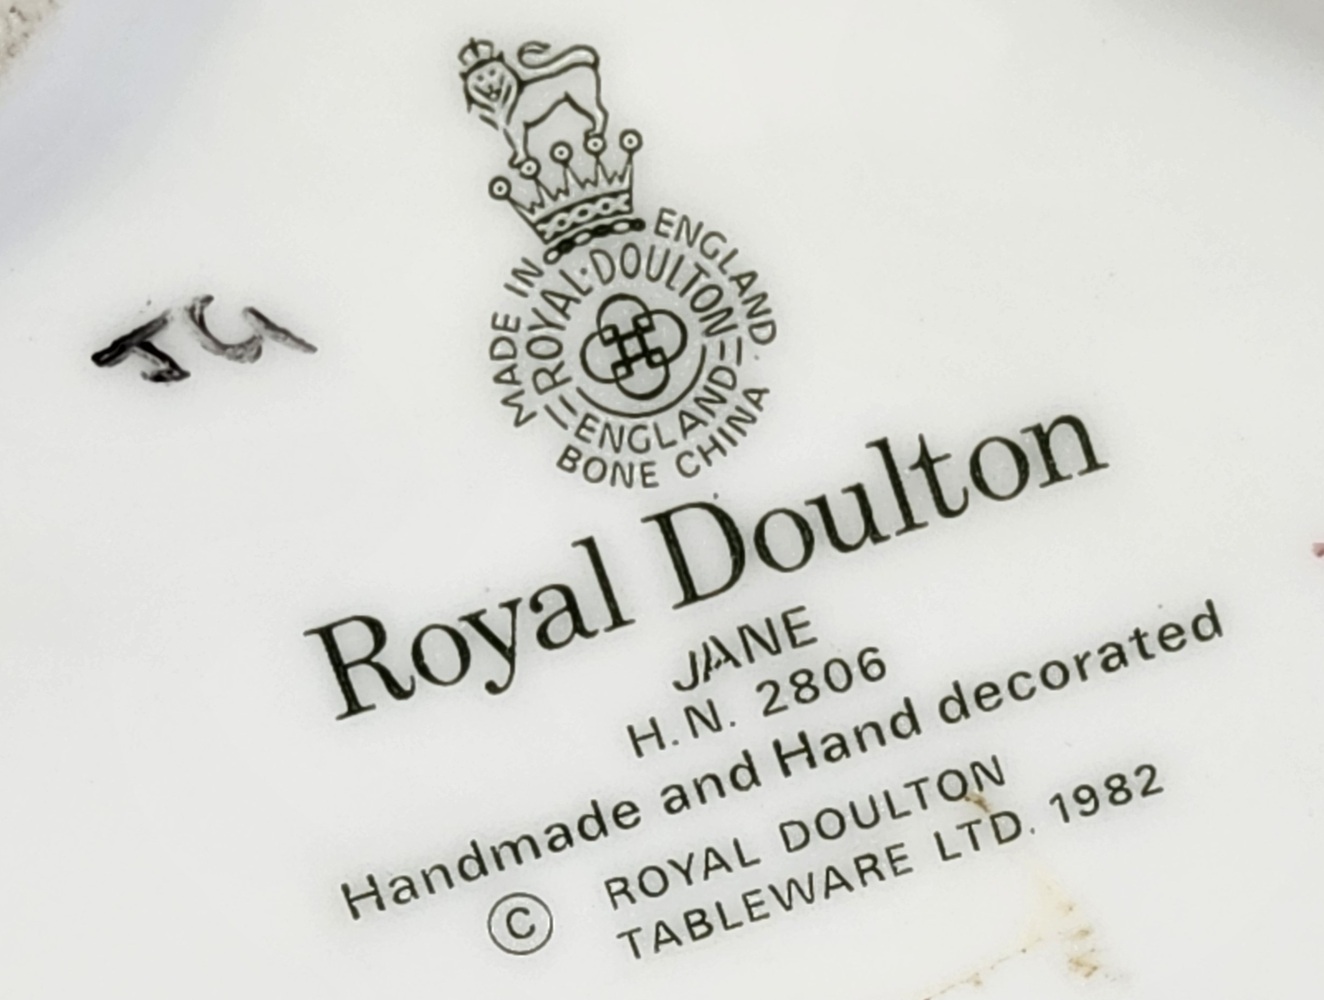 MADE IN ENGLAND
ROYAL·DOULTON
ENGLAND
BONE CHINA
Royal Doulton
JANE
H.N. 2806
Handmade and Hand decorated
© ROYAL DOULTON
TABLEWARE LTD. 1982